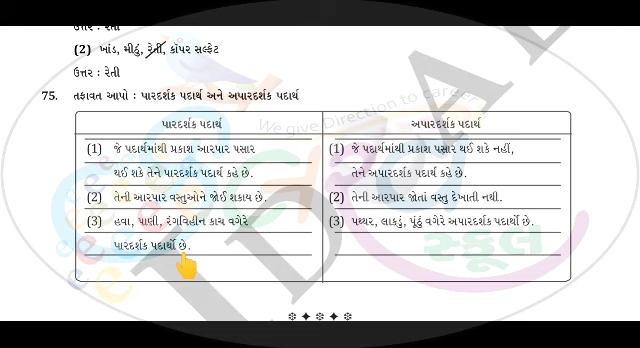 ઉત્તર : રેતી
(2) ખાંડ, મીઠું, રેતી, કૉપર સલ્ફેટ
ઉત્તર : રેતી
75. તફાવત આપો : પારદર્શક પદાર્થ અને અપારદર્શક પદાર્થ
પારદર્શક પદાર્થ
અપારદર્શક પદાર્થ
We give Direction to career
(1) જે પદાર્થમાંથી પ્રકાશ આરપાર પસાર
થઈ શકે તેને પારદર્શક પદાર્થ કહે છે.
(2) તેની આરપાર વસ્તુઓને જોઈ શકાય છે.
(3) હવા, પાણી, રંગવિહીન કાચ વગેરે
પારદર્શક પદાર્થો છે.
(1) જે પદાર્થમાંથી પ્રકાશ પસાર થઈ શકે નહીં,
તેને અપારદર્શક પદાર્થ કહે છે.
(2) તેની આરપાર જોતાં વસ્તુ દેખાતી નથી.
(3) પથ્થર, લાકડું, પૂંઠું વગેરે અપારદર્શક પદાર્થો છે.
સ્કૂલ
IDEAL